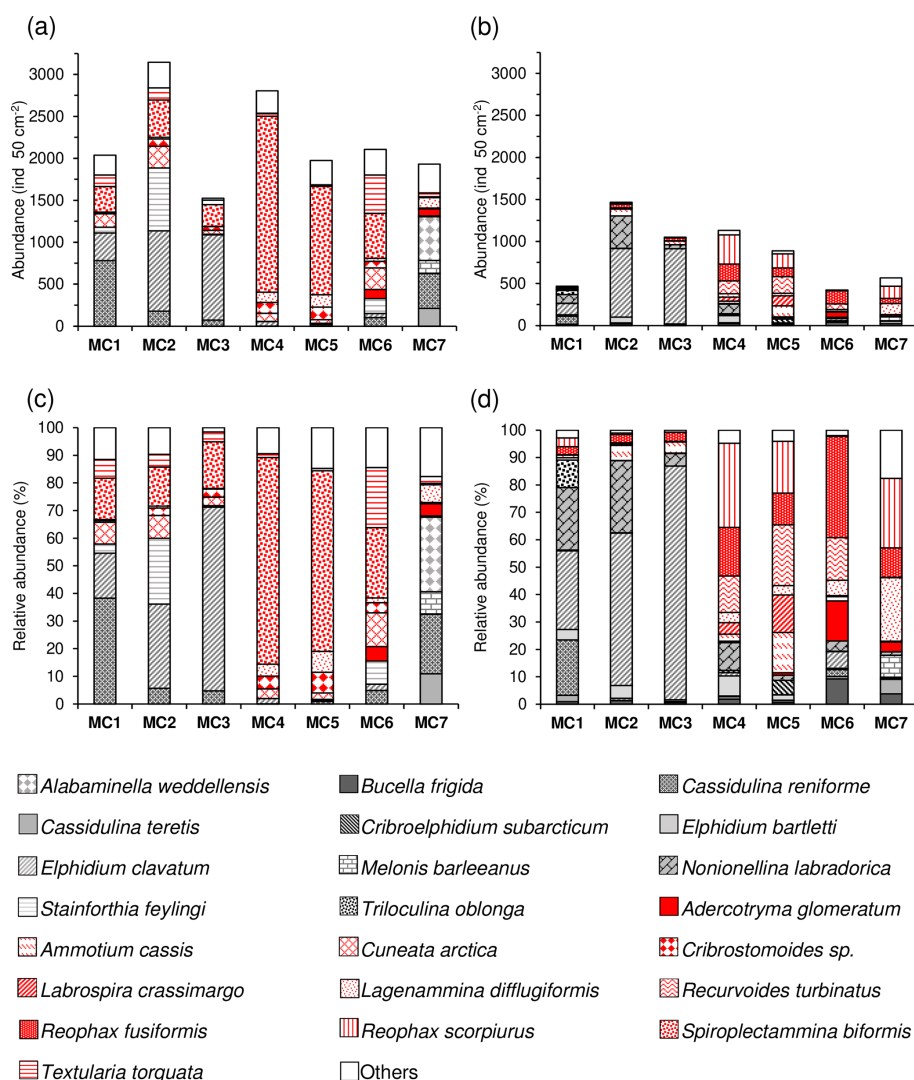 (a)
Abundance (ind 50 cm⁻²)
3000
2500
2000
1500
1000
500
0
MC1 MC2 MC3 MC4 MC5 MC6 MC7
(b)
Abundance (ind 50 cm⁻²)
3000
2500
2000
1500
1000
500
0
MC1 MC2 MC3 MC4 MC5 MC6 MC7
(c)
Relative abundance (%)
100
90
80
70
60
50
40
30
20
10
0
MC1 MC2 MC3 MC4 MC5 MC6 MC7
(d)
Relative abundance (%)
100
90
80
70
60
50
40
30
20
10
0
MC1 MC2 MC3 MC4 MC5 MC6 MC7
Alabaminella weddellensis Bucella frigida Cassidulina reniforme
Cassidulina teretis Cribroelphidium subarcticum Elphidium bartletti
Elphidium clavatum Melonis barleeanus Nonionellina labradorica
Stainforthia feylingi Triloculina oblonga Adercotryma glomeratum
Ammotium cassis Cuneata arctica Cribrostomoides sp.
Labrospira crassimargo Lagenammina difflugiformis Recurvoides turbinatus
Reophax fusiformis Reophax scorpiurus Spiroplectammina biformis
Textularia torquata Others